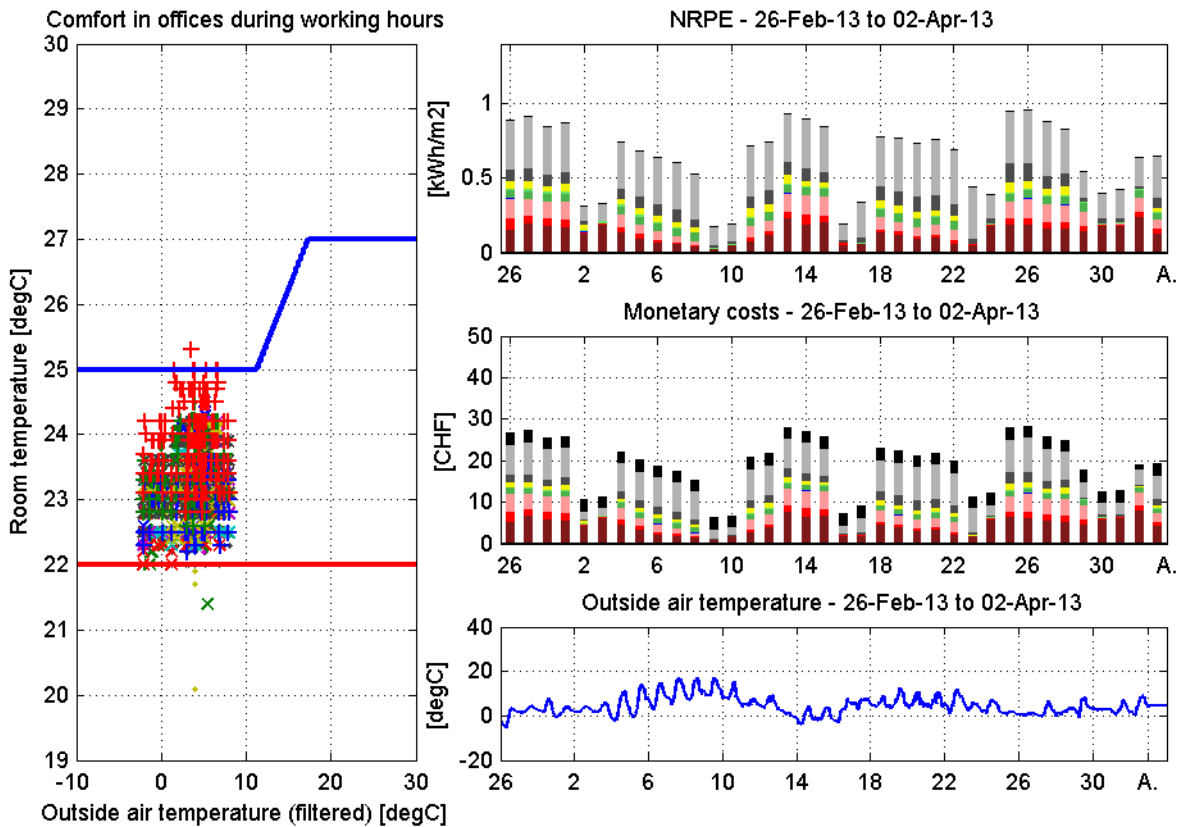 Comfort in offices during working hours
30
29
28
27
26
25
24
23
22
21
20
19
Room temperature [degC]
-10 0 10 20 30
Outside air temperature (filtered) [degC]
NRPE - 26-Feb-13 to 02-Apr-13
[kWh/m2]
1
0.5
0
26 2 6 10 14 18 22 26 30 A.
Monetary costs - 26-Feb-13 to 02-Apr-13
[CHF]
50
40
30
20
10
0
26 2 6 10 14 18 22 26 30 A.
Outside air temperature - 26-Feb-13 to 02-Apr-13
[degC]
40
20
0
-20
26 2 6 10 14 18 22 26 30 A.